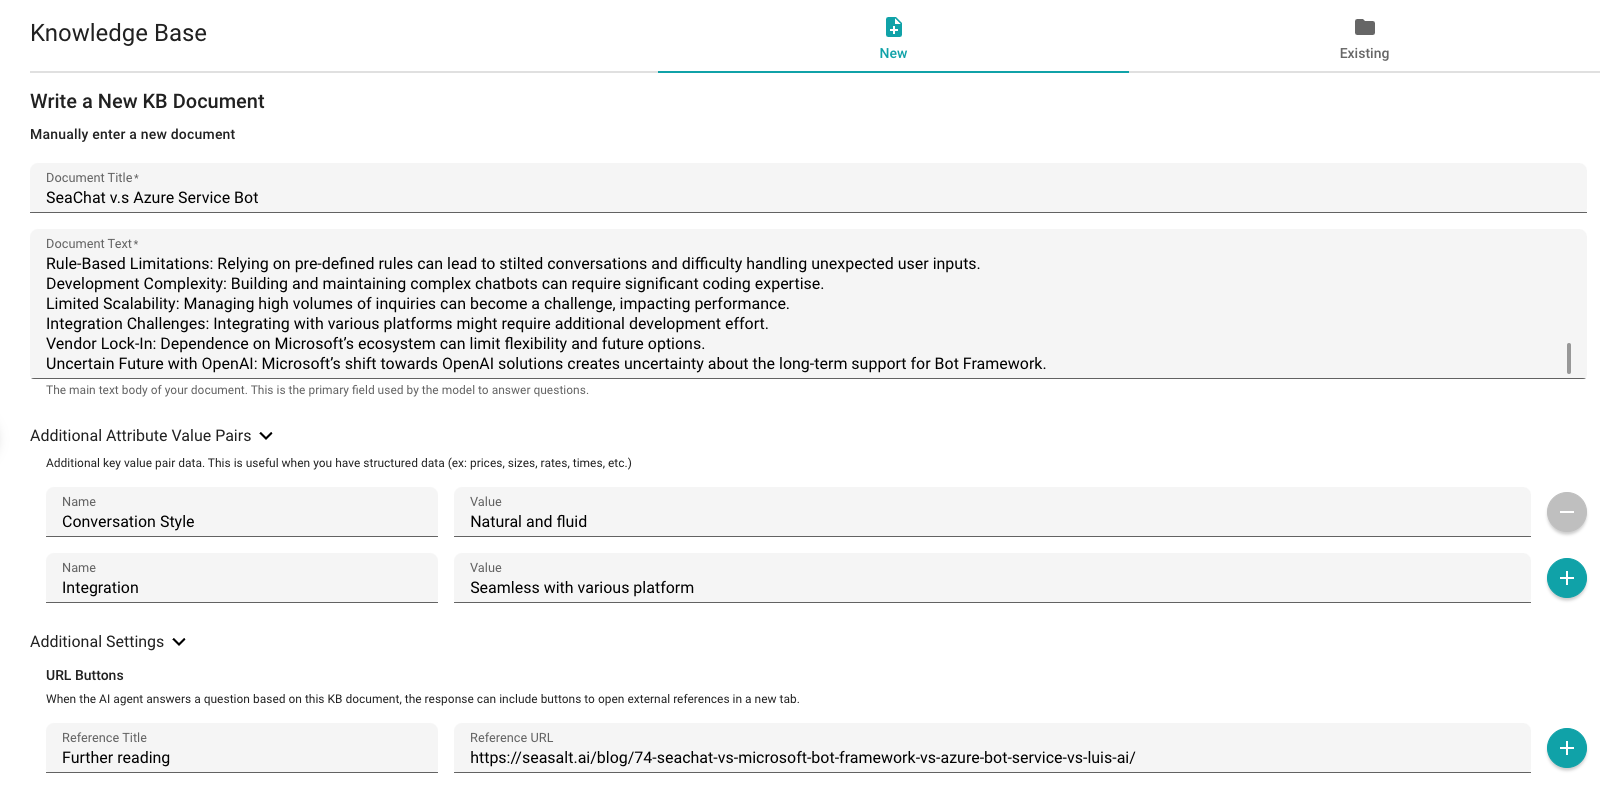 Knowledge Base
New
Existing
Write a New KB Document
Manually enter a new document
Document Title*
SeaChat v.s Azure Service Bot
Document Text*
Rule-Based Limitations: Relying on pre-defined rules can lead to stilted conversations and difficulty handling unexpected user inputs.
Development Complexity: Building and maintaining complex chatbots can require significant coding expertise.
Limited Scalability: Managing high volumes of inquiries can become a challenge, impacting performance.
Integration Challenges: Integrating with various platforms might require additional development effort.
Vendor Lock-In: Dependence on Microsoft’s ecosystem can limit flexibility and future options.
Uncertain Future with OpenAI: Microsoft’s shift towards OpenAI solutions creates uncertainty about the long-term support for Bot Framework.
The main text body of your document. This is the primary field used by the model to answer questions.
Additional Attribute Value Pairs
Additional key value pair data. This is useful when you have structured data (ex: prices, sizes, rates, times, etc.)
Name
Conversation Style
Value
Natural and fluid
Name
Integration
Value
Seamless with various platform
Additional Settings
URL Buttons
When the AI agent answers a question based on this KB document, the response can include buttons to open external references in a new tab.
Reference Title
Further reading
Reference URL
https://seasalt.ai/blog/74-seachat-vs-microsoft-bot-framework-vs-azure-bot-service-vs-luis-ai/